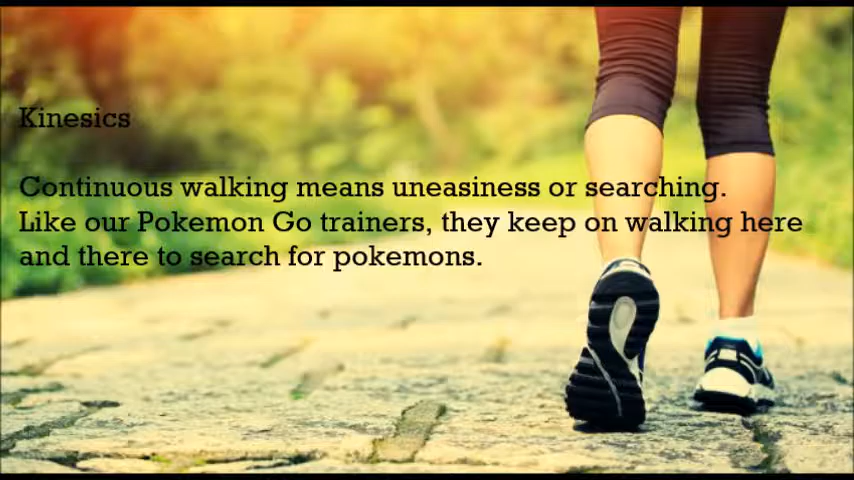 Kinesics
Continuous walking means uneasiness or searching.
Like our Pokemon Go trainers, they keep on walking here
and there to search for pokemons.